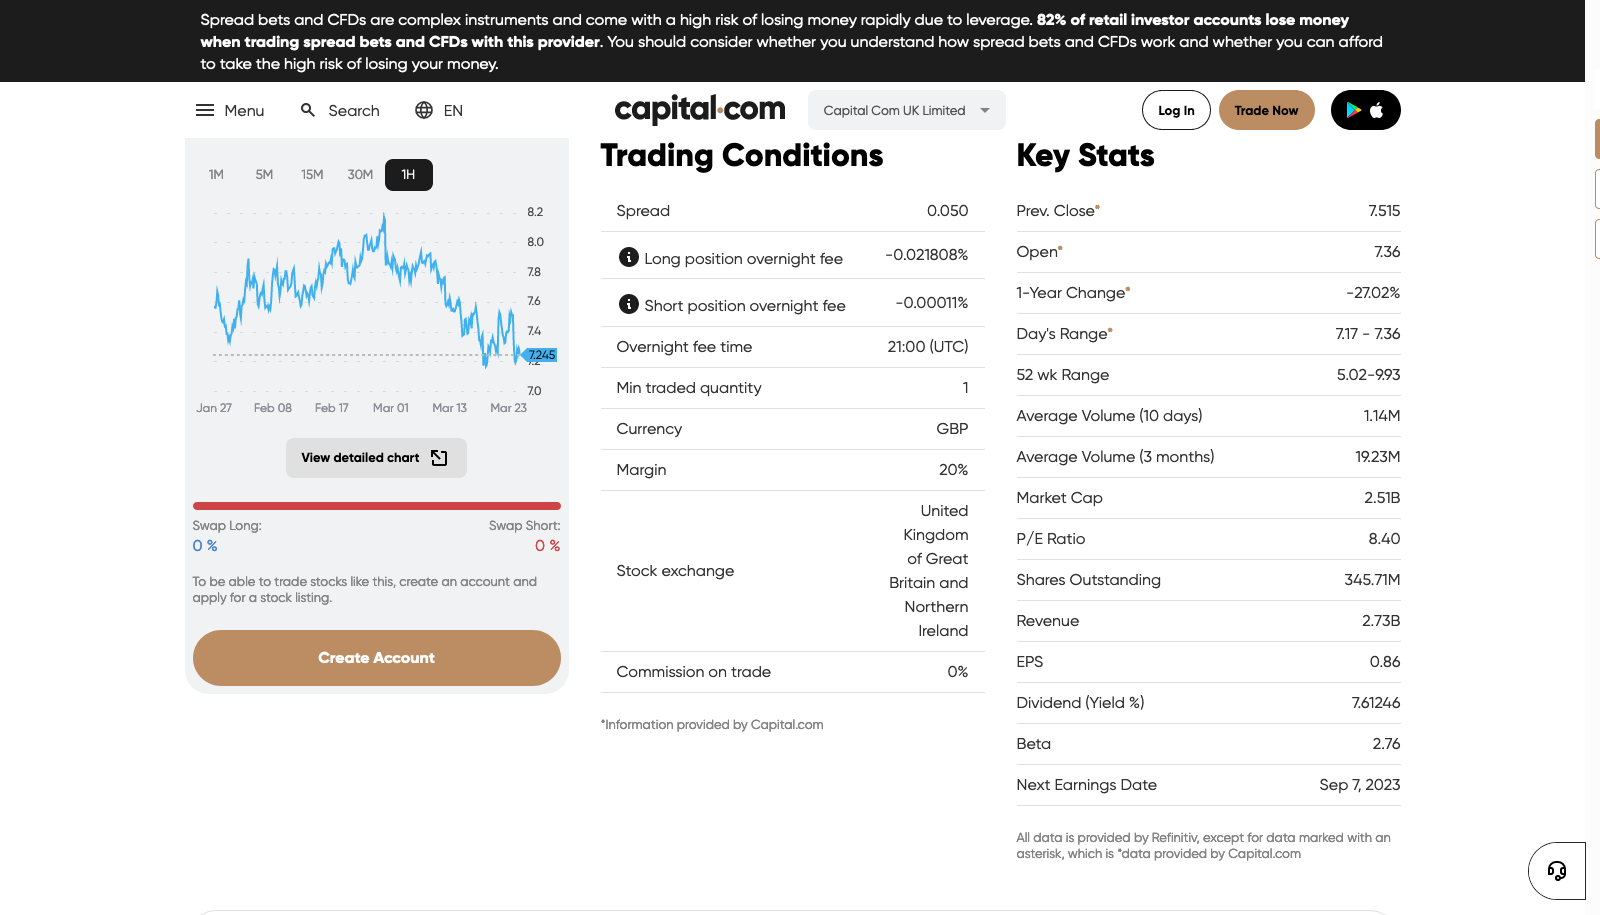 Spread bets and CFDs are complex instruments and come with a high risk of losing money rapidly due to leverage. 82% of retail investor accounts lose money
when trading spread bets and CFDs with this provider. You should consider whether you understand how spread bets and CFDs work and whether you can afford
to take the high risk of losing your money.
Menu Search EN capital.com Capital Com UK Limited Log In Trade Now
1M 5M 15M 30M 1H
8.2
8.0
7.8
7.6
7.4
7.245
7.2
7.0
Jan 27 Feb 08 Feb 17 Mar 01 Mar 13 Mar 23
View detailed chart
Swap Long: Swap Short:
0 % 0 %
To be able to trade stocks like this, create an account and
apply for a stock listing.
Create Account
Trading Conditions
Spread 0.050
Long position overnight fee -0.021808%
Short position overnight fee -0.00011%
Overnight fee time 21:00 (UTC)
Min traded quantity 1
Currency GBP
Margin 20%
Stock exchange United
Kingdom
of Great
Britain and
Northern
Ireland
Commission on trade 0%
*Information provided by Capital.com
Key Stats
Prev. Close* 7.515
Open* 7.36
1-Year Change* -27.02%
Day's Range* 7.17 - 7.36
52 wk Range 5.02-9.93
Average Volume (10 days) 1.14M
Average Volume (3 months) 19.23M
Market Cap 2.51B
P/E Ratio 8.40
Shares Outstanding 345.71M
Revenue 2.73B
EPS 0.86
Dividend (Yield %) 7.61246
Beta 2.76
Next Earnings Date Sep 7, 2023
All data is provided by Refinitiv, except for data marked with an
asterisk, which is *data provided by Capital.com